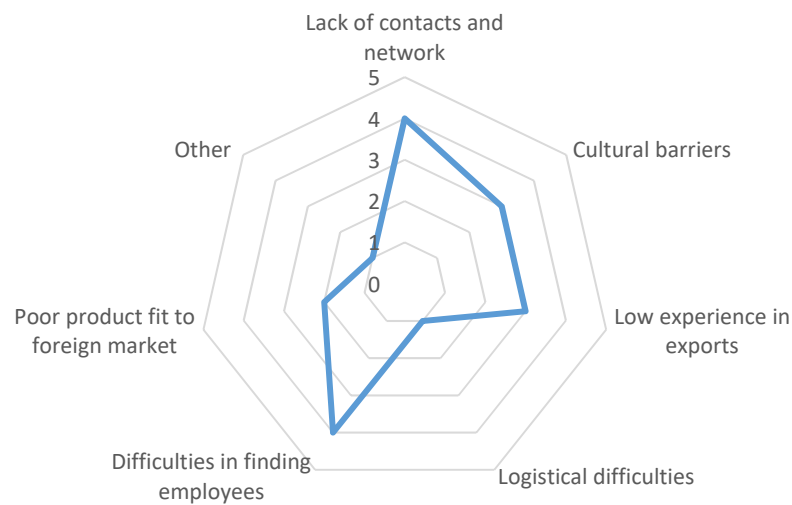 Lack of contacts and
network
5
4
3
2
1
0
Cultural barriers
Low experience in
exports
Logistical difficulties
Difficulties in finding
employees
Poor product fit to
foreign market
Other